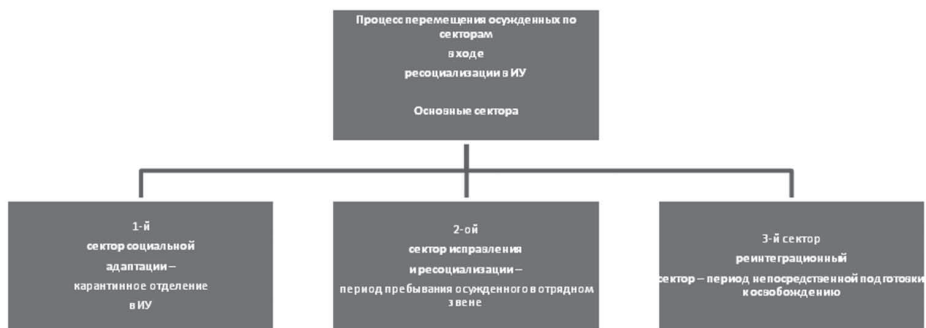 Процесс перемещения осужденных по
секторам
в ходе
ресоциализации в ИУ
Основные сектора
1-й
сектор социальной
адаптации –
карантинное отделение
в ИУ
2-ой
сектор исправления
и ресоциализации –
период пребывания осужденного в отрядном
звене
3-й сектор
реинтеграционный
сектор – период непосредственной подготовки
к освобождению